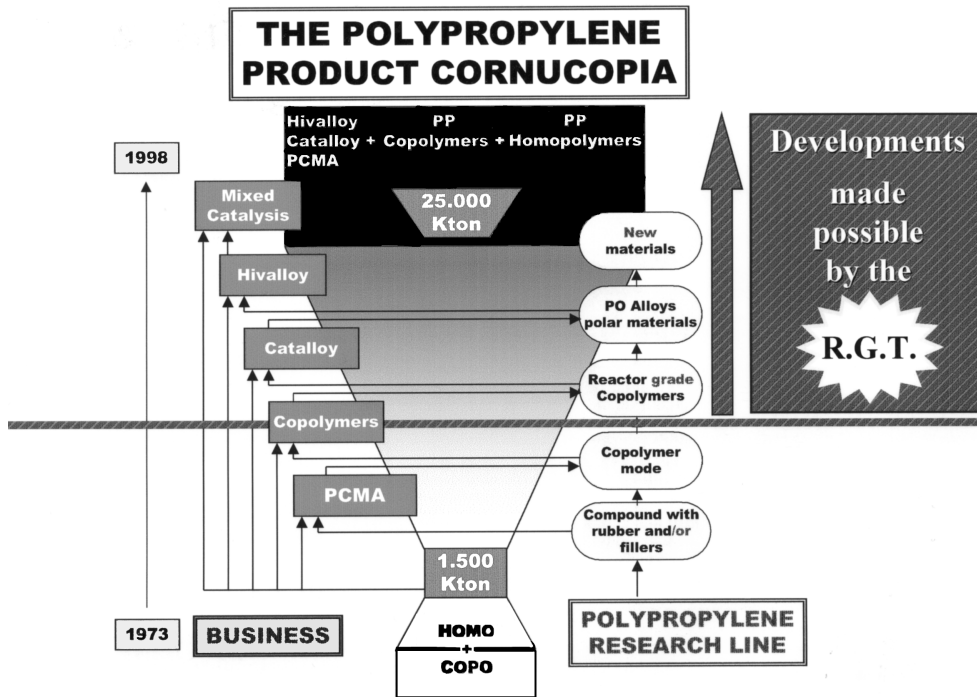 THE POLYPROPYLENE
PRODUCT CORNUCOPIA
Hivalloy PP PP
Catalloy + Copolymers + Homopolymers
PCMA
25.000
Kton
1998
Mixed
Catalysis
Hivalloy
Catalloy
Copolymers
PCMA
1.500
Kton
HOMO
+
COPO
1973
BUSINESS
New
materials
PO Alloys
polar materials
Reactor grade
Copolymers
Copolymer
mode
Compound with
rubber and/or
fillers
POLYPROPYLENE
RESEARCH LINE
Developments
made
possible
by the
R.G.T.